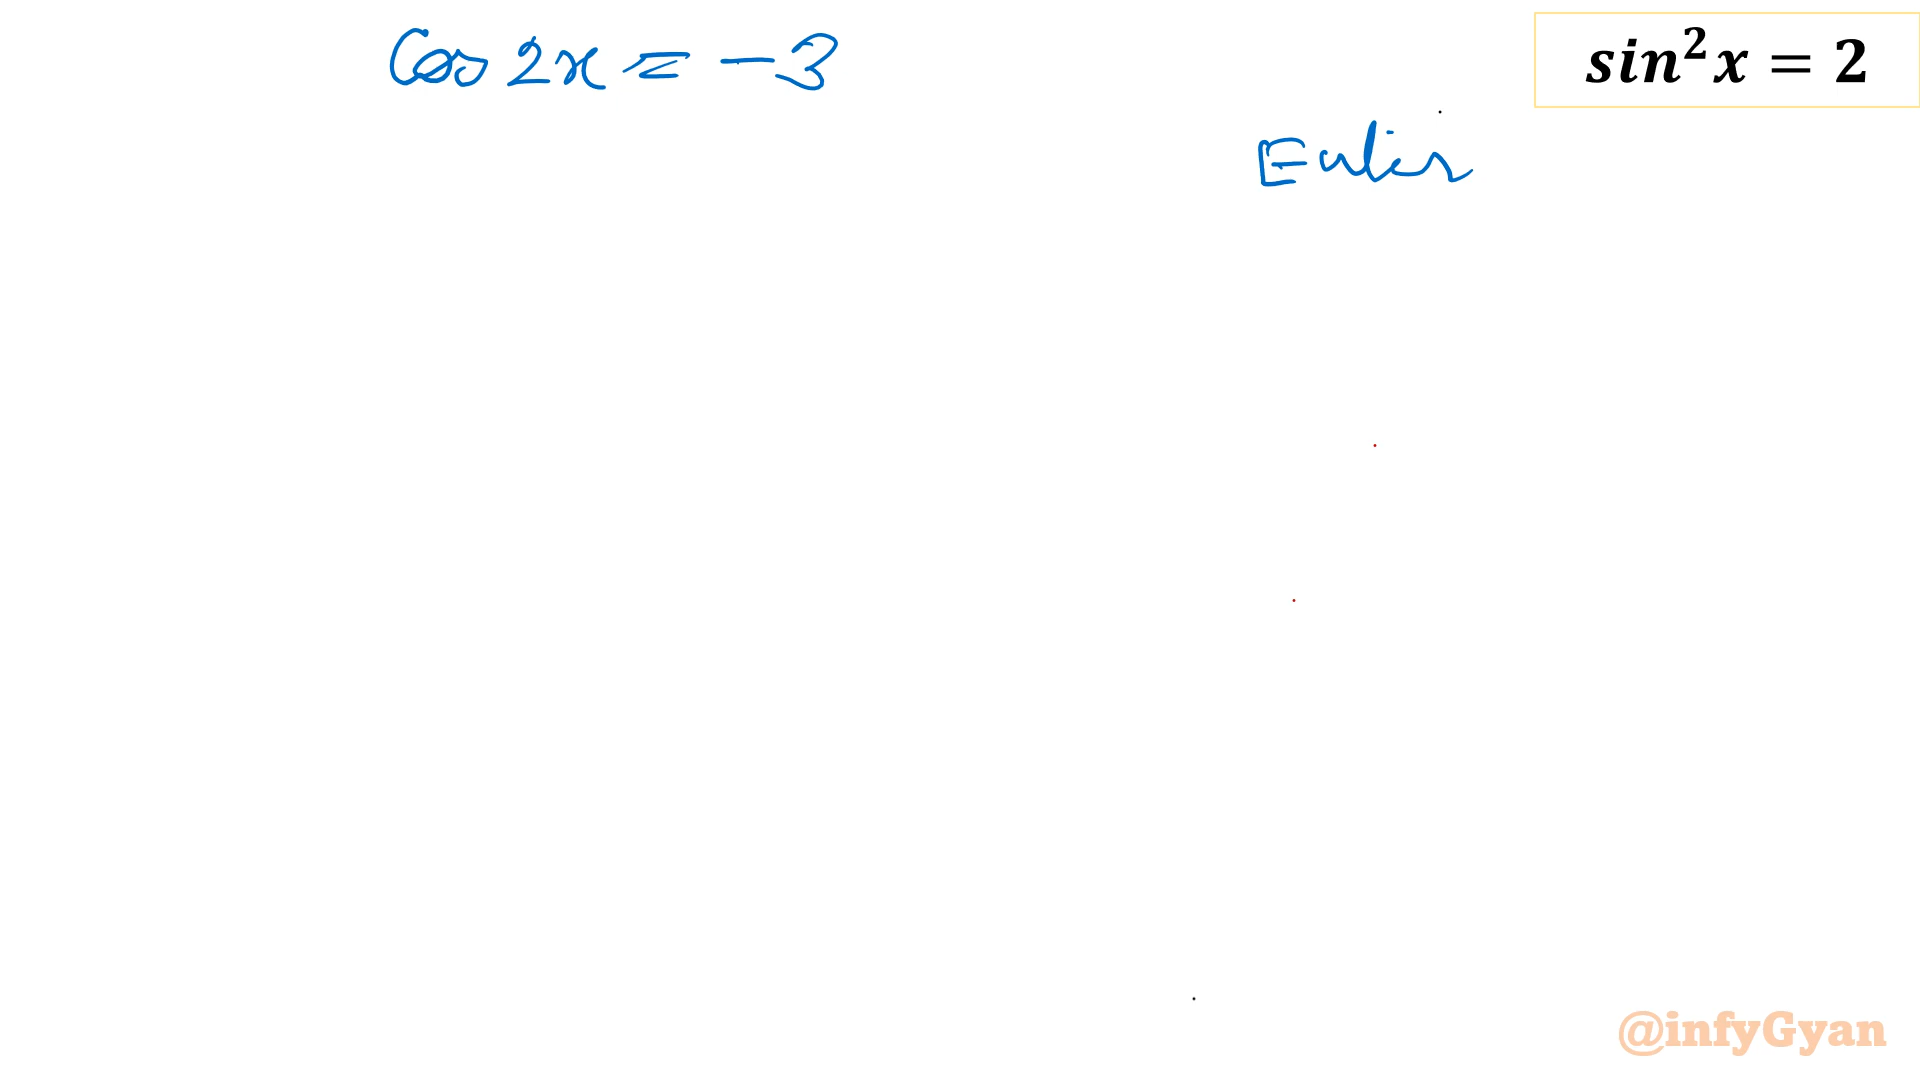 Cos 2x = -3
sin²x = 2
Euler
@infyGyan